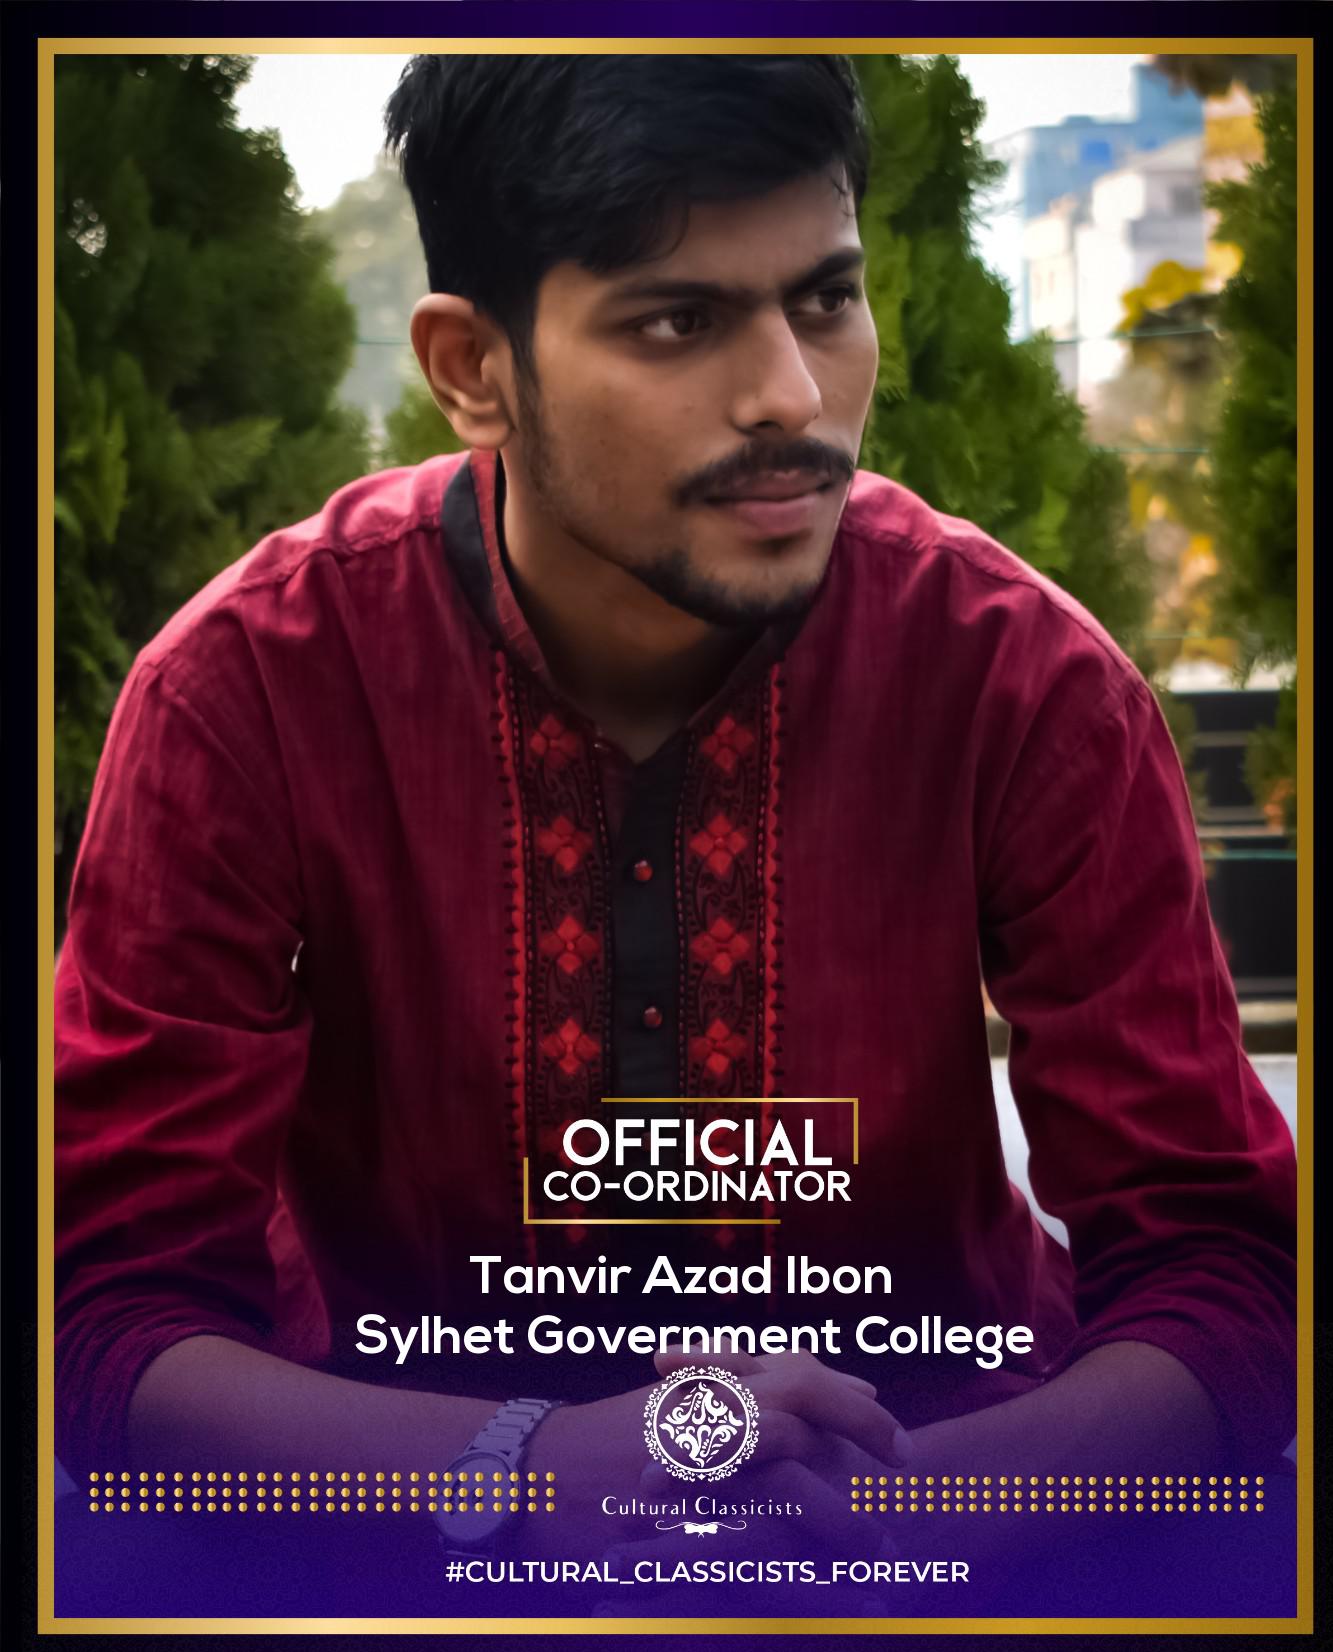 OFFICIAL
CO-ORDINATOR
Tanvir Azad Ibon
Sylhet Government College
Cultural Classicists
#CULTURAL_CLASSICISTS_FOREVER